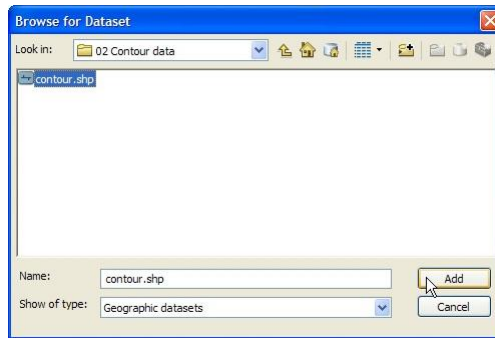 Browse for Dataset
Look in: 02 Contour data
contour.shp
Name: contour.shp Add
Show of type: Geographic datasets Cancel